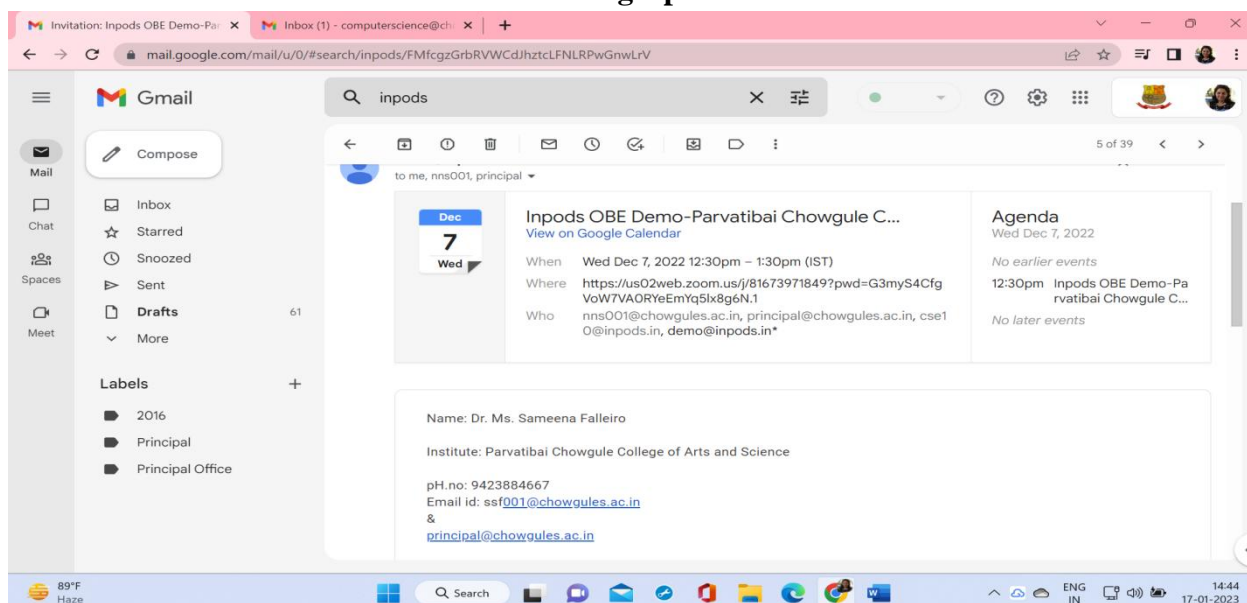 Invitation: Inpods OBE Demo-Par
Inbox (1) - computerscience@ch
mail.google.com/mail/u/0/#search/inpods/FMfcgzGrbRVWCdJhztcLFNLRPwGnwLrV
Gmail
inpods
Compose
5 of 39
Mail
Chat
Spaces
Meet
Inbox
Starred
Snoozed
Sent
Drafts 61
More
Labels
2016
Principal
Principal Office
to me, nns001, principal
Dec
7
Wed
Inpods OBE Demo-Parvatibai Chowgule C...
View on Google Calendar
When Wed Dec 7, 2022 12:30pm – 1:30pm (IST)
Where https://us02web.zoom.us/j/81673971849?pwd=G3myS4Cfg
VoW7VA0RYeEmYq5lx8g6N.1
Who nns001@chowgules.ac.in, principal@chowgules.ac.in, cse1
0@inpods.in, demo@inpods.in*
Agenda
Wed Dec 7, 2022
No earlier events
12:30pm Inpods OBE Demo-Pa
rvatibai Chowgule C...
No later events
Name: Dr. Ms. Sameena Falleiro
Institute: Parvatibai Chowgule College of Arts and Science
pH.no: 9423884667
Email id: ssf001@chowgules.ac.in
&
principal@chowgules.ac.in
89°F
Haze
Search
ENG
IN
14:44
17-01-2023